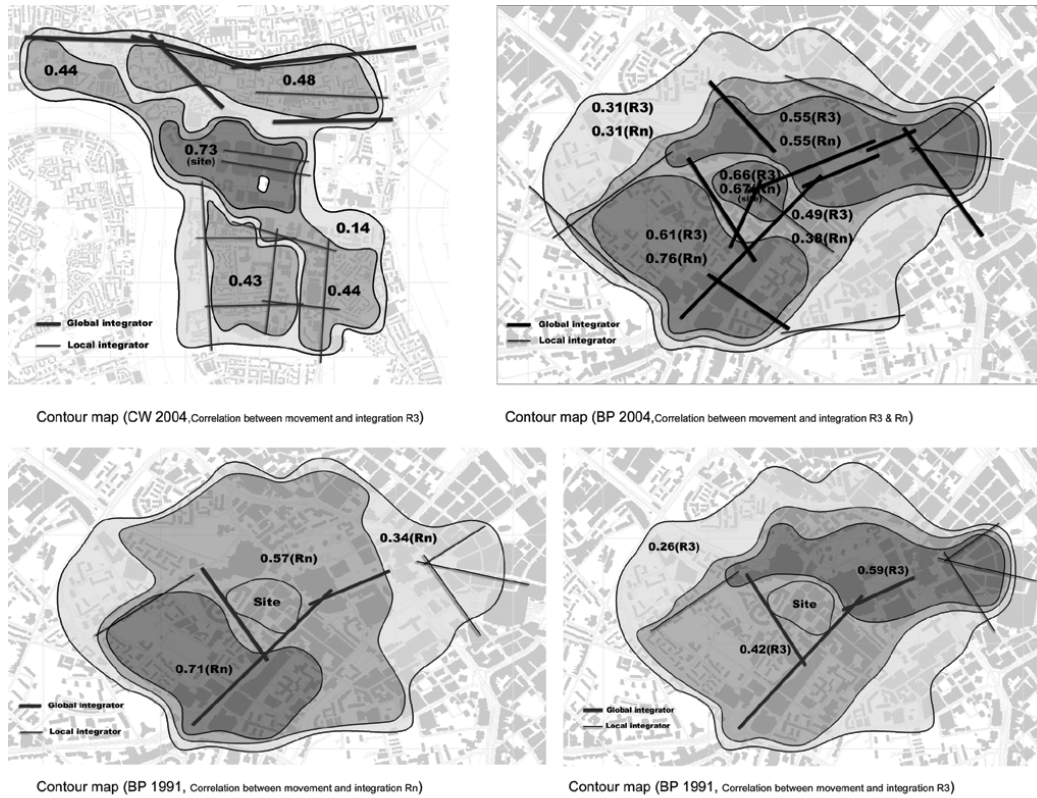 0.44
0.48
0.73
(site)
0.14
0.43
0.44
Global integrator
Local integrator
Contour map (CW 2004,Correlation between movement and integration R3)
0.31(R3)
0.31(Rn)
0.55(R3)
0.55(Rn)
0.66(R3)
0.67(Rn)
(site)
0.49(R3)
0.38(Rn)
0.61(R3)
0.76(Rn)
Global integrator
Local integrator
Contour map (BP 2004,Correlation between movement and integration R3 & Rn)
0.34(Rn)
0.57(Rn)
Site
0.71(Rn)
Global integrator
Local integrator
Contour map (BP 1991, Correlation between movement and integration Rn)
0.26(R3)
0.59(R3)
Site
0.42(R3)
Global integrator
Local integrator
Contour map (BP 1991, Correlation between movement and integration R3)